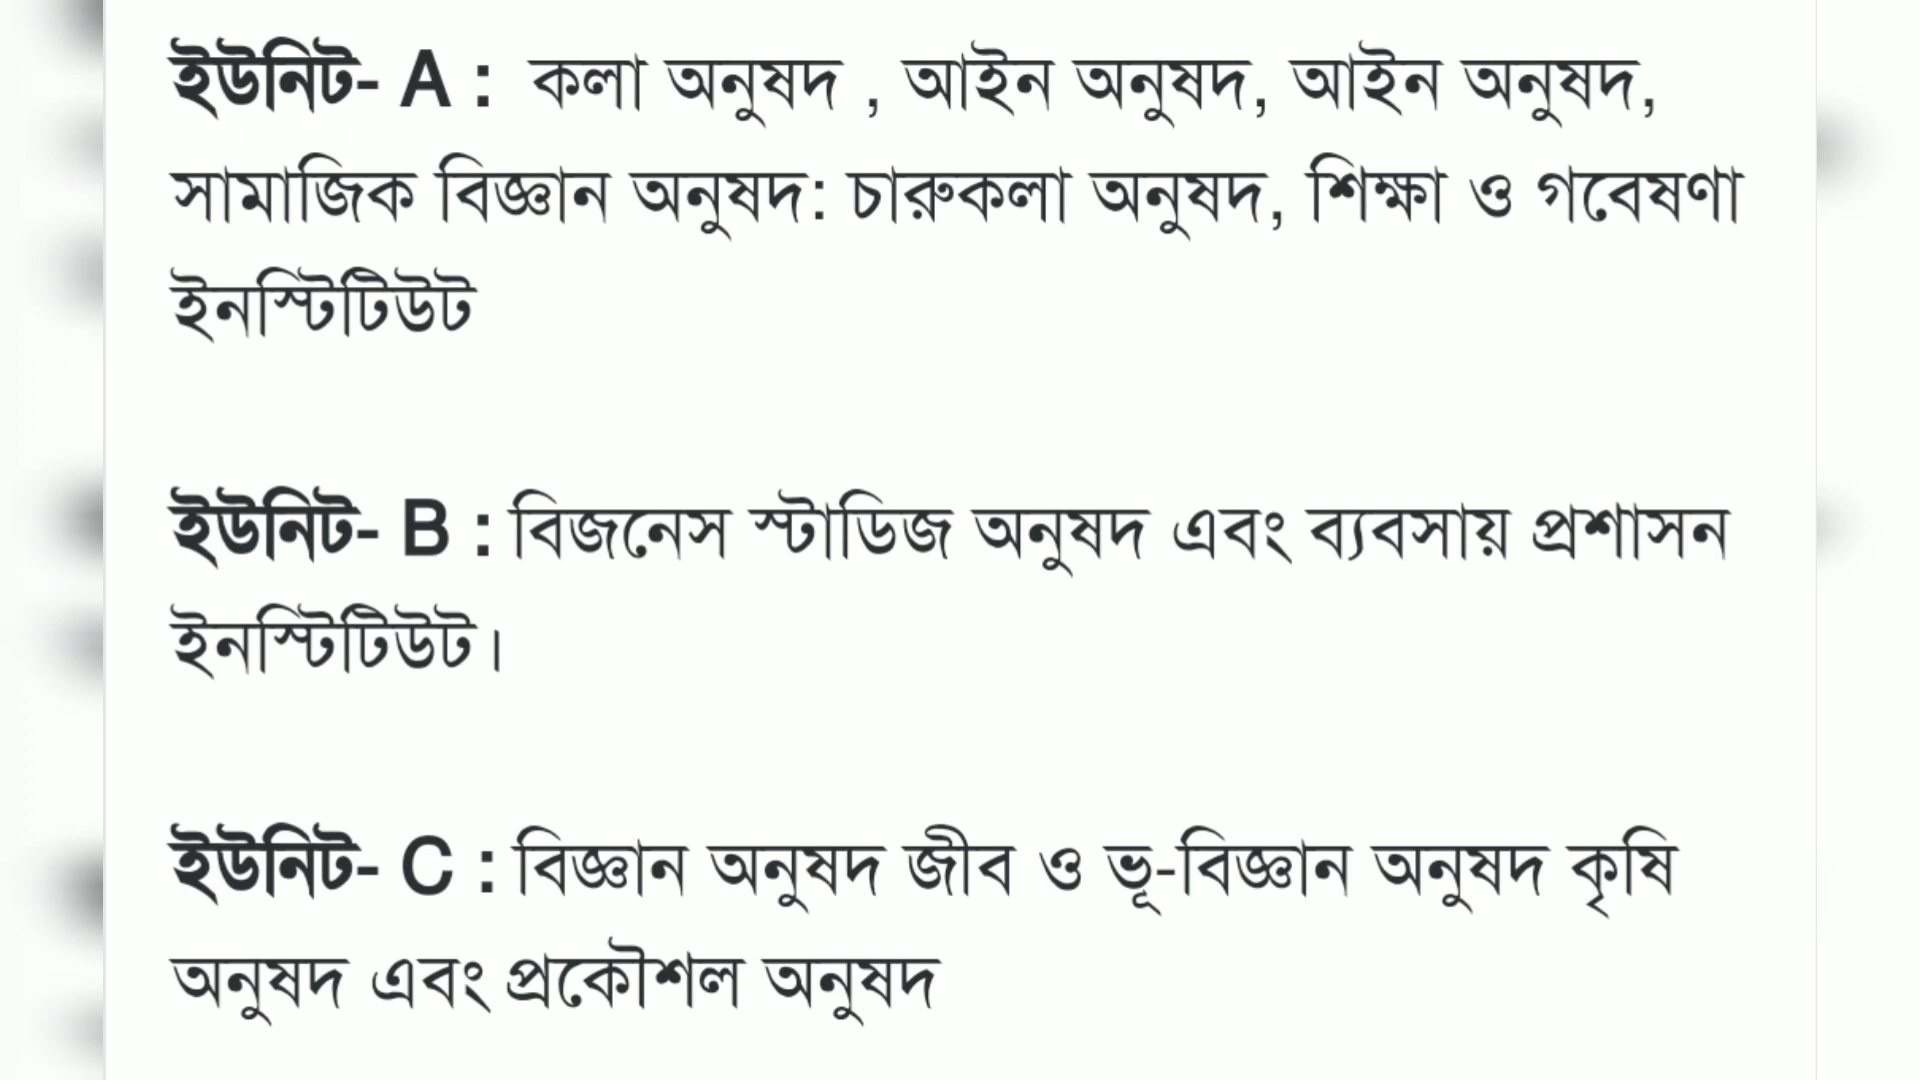 ইউনিট- A : কলা অনুষদ , আইন অনুষদ, আইন অনুষদ,
সামাজিক বিজ্ঞান অনুষদ: চারুকলা অনুষদ, শিক্ষা ও গবেষণা
ইনস্টিটিউট
ইউনিট- B : বিজনেস স্টাডিজ অনুষদ এবং ব্যবসায় প্রশাসন
ইনস্টিটিউট।
ইউনিট- C : বিজ্ঞান অনুষদ জীব ও ভূ-বিজ্ঞান অনুষদ কৃষি
অনুষদ এবং প্রকৌশল অনুষদ